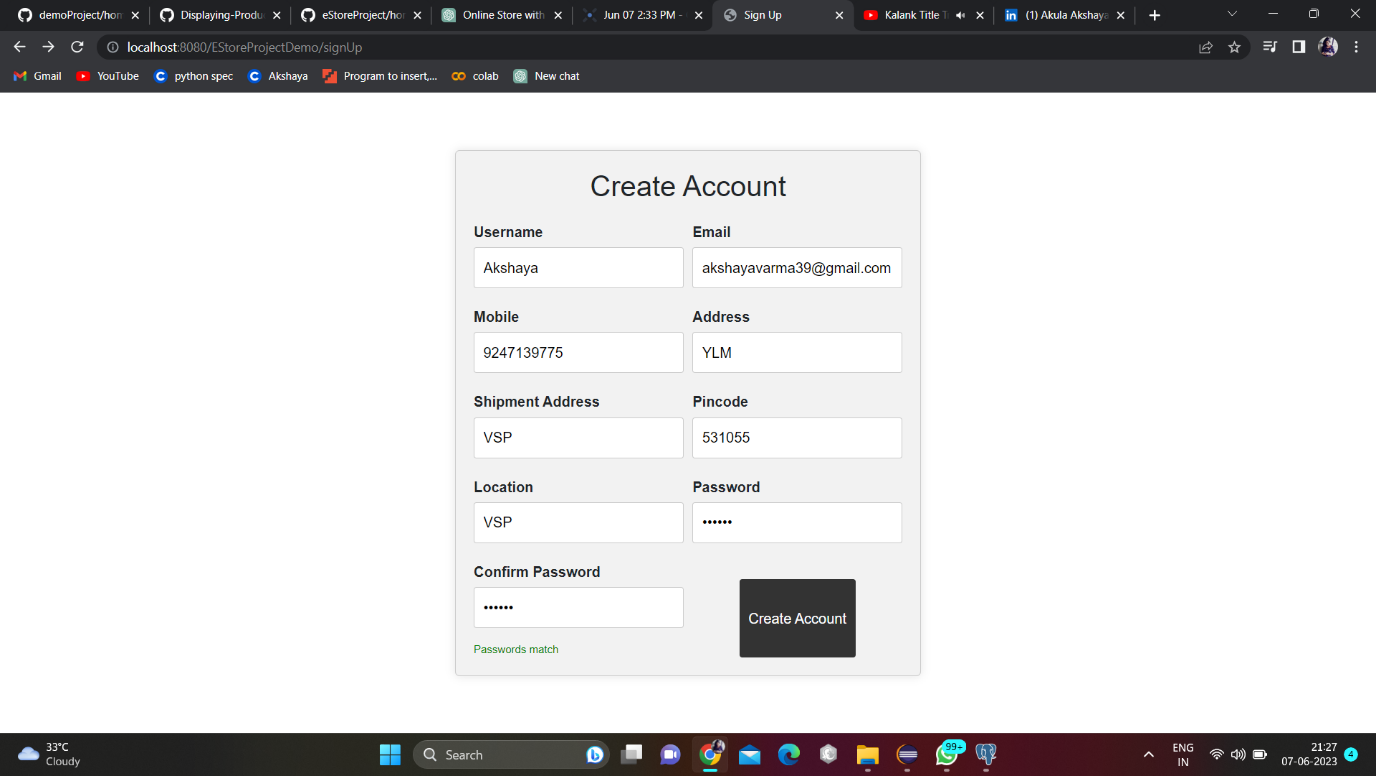 demoProject/hom
Displaying-Produ
eStoreProject/hom
Online Store with
Jun 07 2:33 PM -
Sign Up
Kalank Title T
(1) Akula Akshaya
localhost:8080/EStoreProjectDemo/signUp
Gmail
YouTube
python spec
Akshaya
Program to insert,...
colab
New chat
Create Account
Username
Email
Akshaya
akshayavarma39@gmail.com
Mobile
Address
9247139775
YLM
Shipment Address
Pincode
VSP
531055
Location
Password
VSP
••••••
Confirm Password
••••••
Create Account
Passwords match
33°C
Cloudy
Search
99+
ENG
IN
21:27
07-06-2023
4